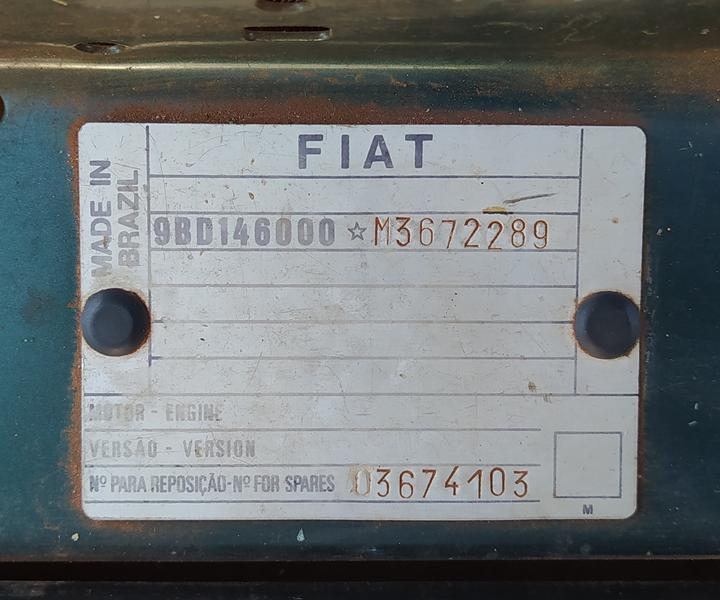 FIAT
MADE IN
BRAZIL
9BD146000 ☆ M3672289
MOTOR - ENGINE
VERSÃO - VERSION
Nº PARA REPOSIÇÃO-Nº FOR SPARES 03674103
M